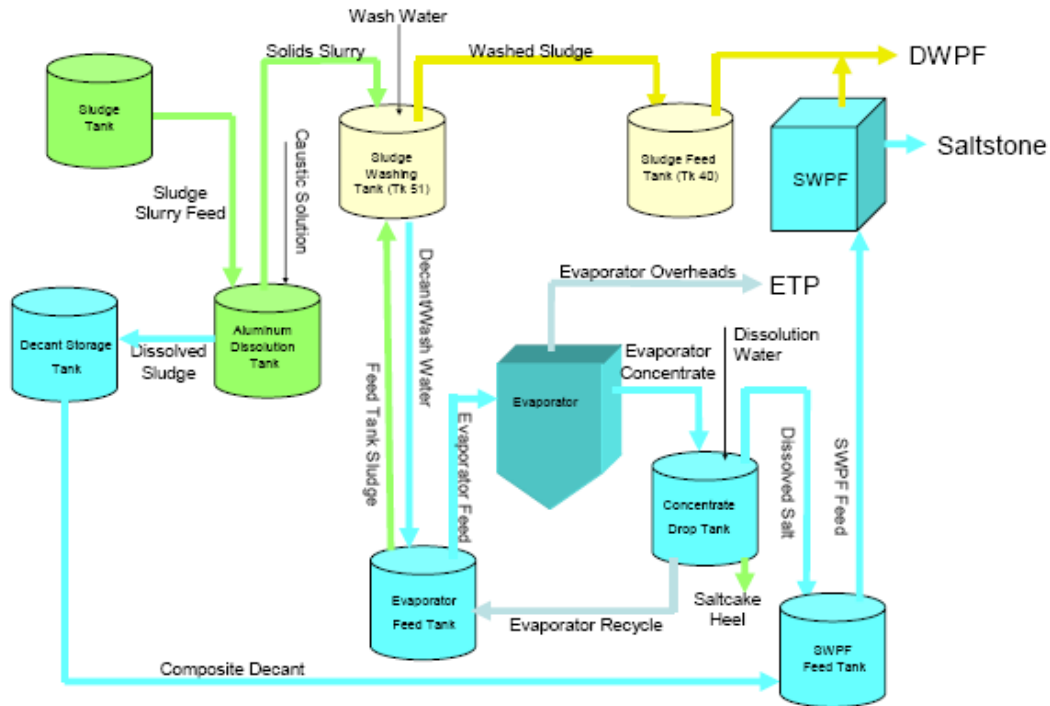 Wash Water
Solids Slurry
Washed Sludge
DWPF
Sludge
Tank
Caustic Solution
Sludge
Washing
Tank (Tk 51)
Sludge Feed
Tank (Tk 40)
SWPF
Saltstone
Sludge
Slurry Feed
Evaporator Overheads
ETP
Decant Storage
Tank
Dissolved
Sludge
Aluminum
Dissolution
Tank
Feed Tank Sludge
Decant/Wash Water
Evaporator Feed
Evaporator
Evaporator
Concentrate
Dissolution
Water
Concentrate
Drop Tank
Dissolved Salt
SWPF Feed
Evaporator
Feed Tank
Evaporator Recycle
Saltcake
Heel
SWPF
Feed Tank
Composite Decant